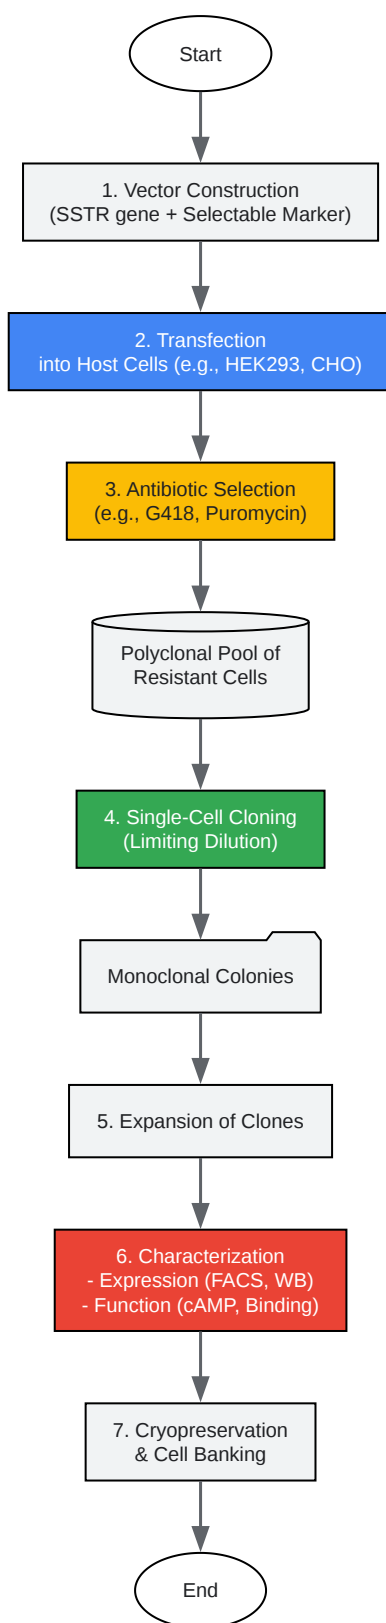 Start
1. Vector Construction
(SSTR gene + Selectable Marker)
2. Transfection
into Host Cells (e.g., HEK293, CHO)
3. Antibiotic Selection
(e.g., G418, Puromycin)
Polyclonal Pool of
Resistant Cells
4. Single-Cell Cloning
(Limiting Dilution)
Monoclonal Colonies
5. Expansion of Clones
6. Characterization
- Expression (FACS, WB)
- Function (cAMP, Binding)
7. Cryopreservation
& Cell Banking
End